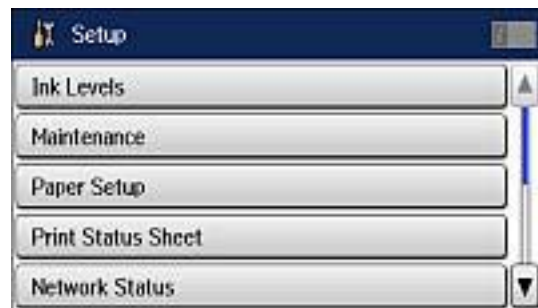 Setup
Ink Levels
Maintenance
Paper Setup
Print Status Sheet
Network Status